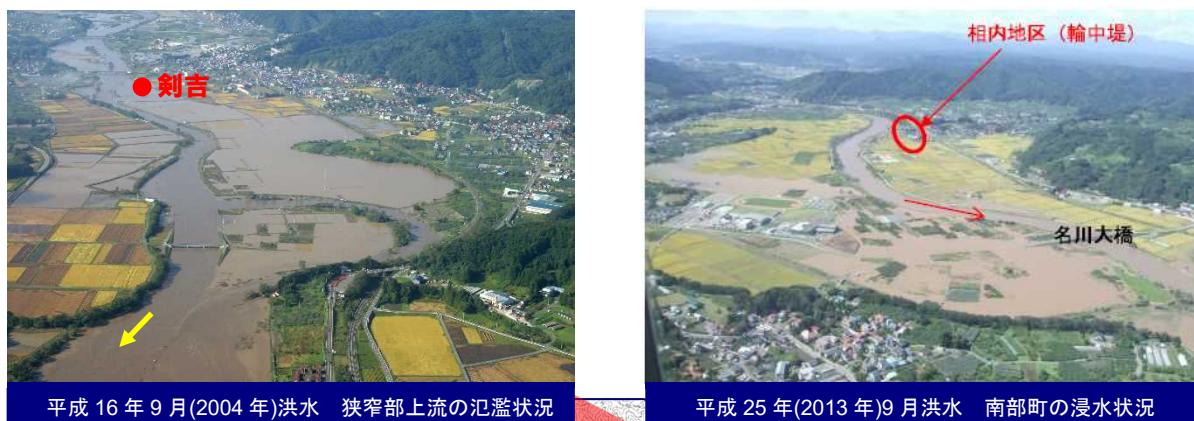 剣吉
平成 16 年 9 月(2004 年)洪水　狭窄部上流の氾濫状況
相内地区（輪中堤）
名川大橋
平成 25 年(2013 年)9 月洪水　南部町の浸水状況